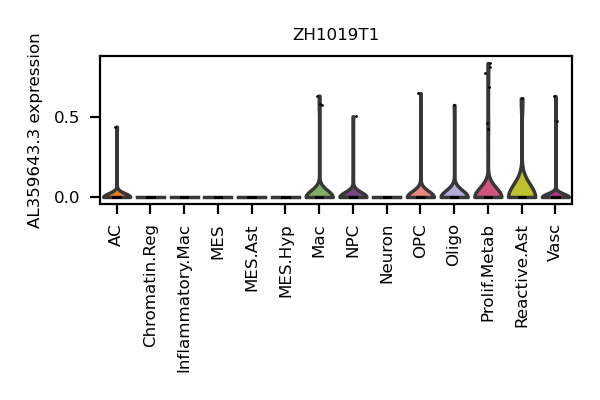 ZH1019T1
AL359643.3 expression
0.5
0.0
AC
Chromatin.Reg
Inflammatory.Mac
MES
MES.Ast
MES.Hyp
Mac
NPC
Neuron
OPC
Oligo
Prolif.Metab
Reactive.Ast
Vasc